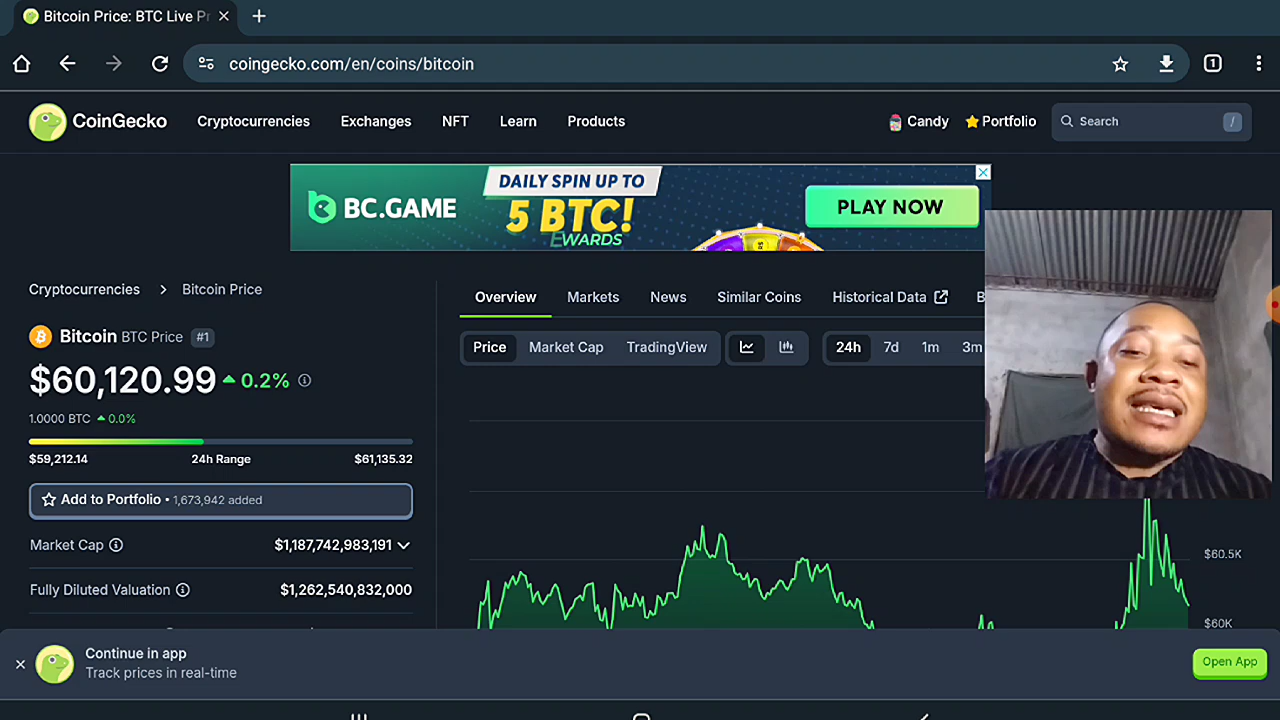 Bitcoin Price: BTC Live Pr
coingecko.com/en/coins/bitcoin
1
CoinGecko
Cryptocurrencies
Exchanges
NFT
Learn
Products
Candy
Portfolio
Search
/
BC.GAME
DAILY SPIN UP TO
5 BTC!
EWARDS
PLAY NOW
Cryptocurrencies > Bitcoin Price
Bitcoin BTC Price #1
$60,120.99 0.2%
1.0000 BTC 0.0%
$59,212.14 24h Range $61,135.32
Add to Portfolio • 1,673,942 added
Market Cap $1,187,742,983,191
Fully Diluted Valuation $1,262,540,832,000
Overview Markets News Similar Coins Historical Data B
Price Market Cap TradingView 24h 7d 1m 3m
$60.5K
$60K
Continue in app
Track prices in real-time
Open App